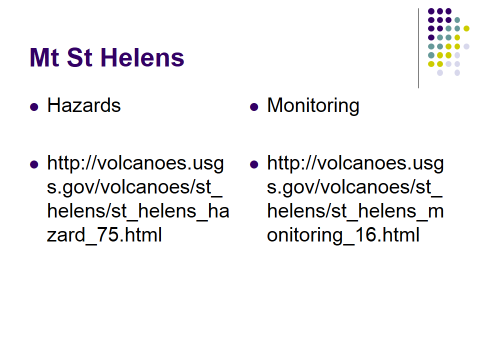 Mt St Helens
Hazards
http://volcanoes.usg
s.gov/volcanoes/st_
helens/st_helens_ha
zard_75.html
Monitoring
http://volcanoes.usg
s.gov/volcanoes/st_
helens/st_helens_m
onitoring_16.html